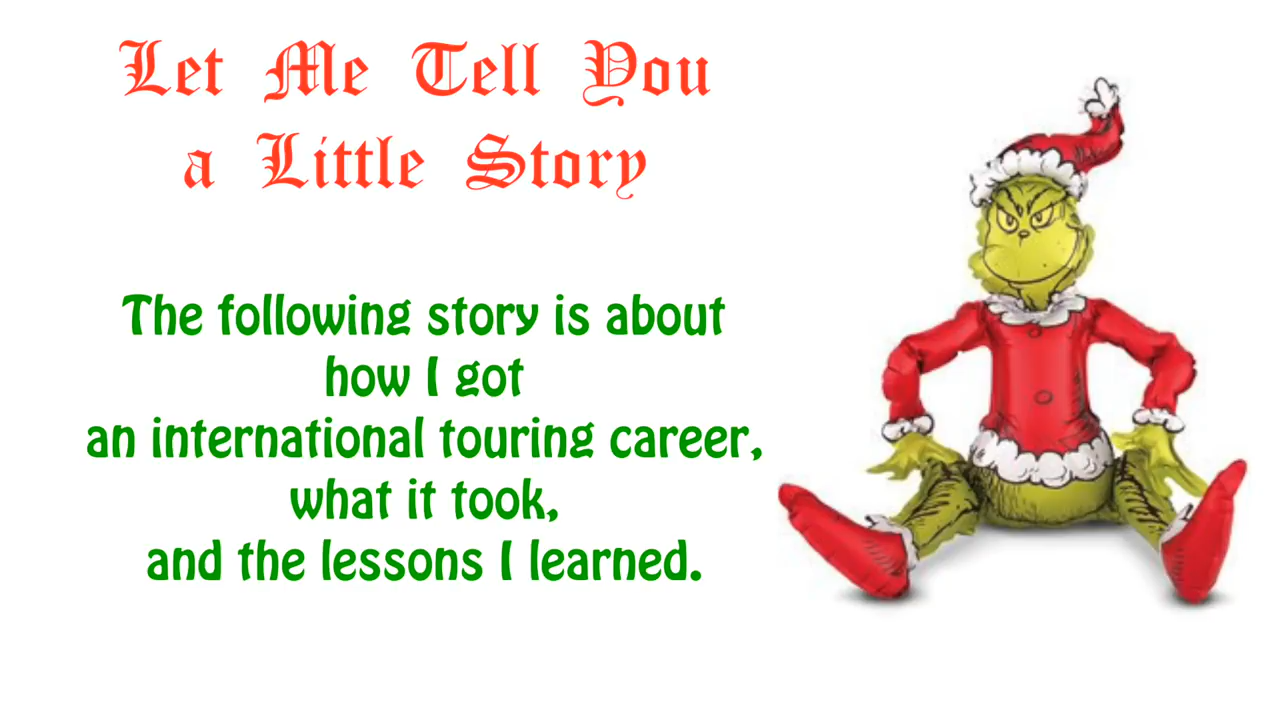 Let Me Tell You
a Little Story
The following story is about
how I got
an international touring career,
what it took,
and the lessons I learned.